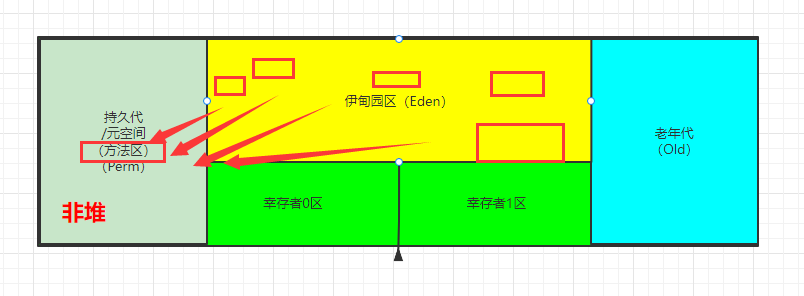 持久代
/元空间
（方法区）
（Perm）
非堆
伊甸园区（Eden）
幸存者0区
幸存者1区
老年代
（Old）